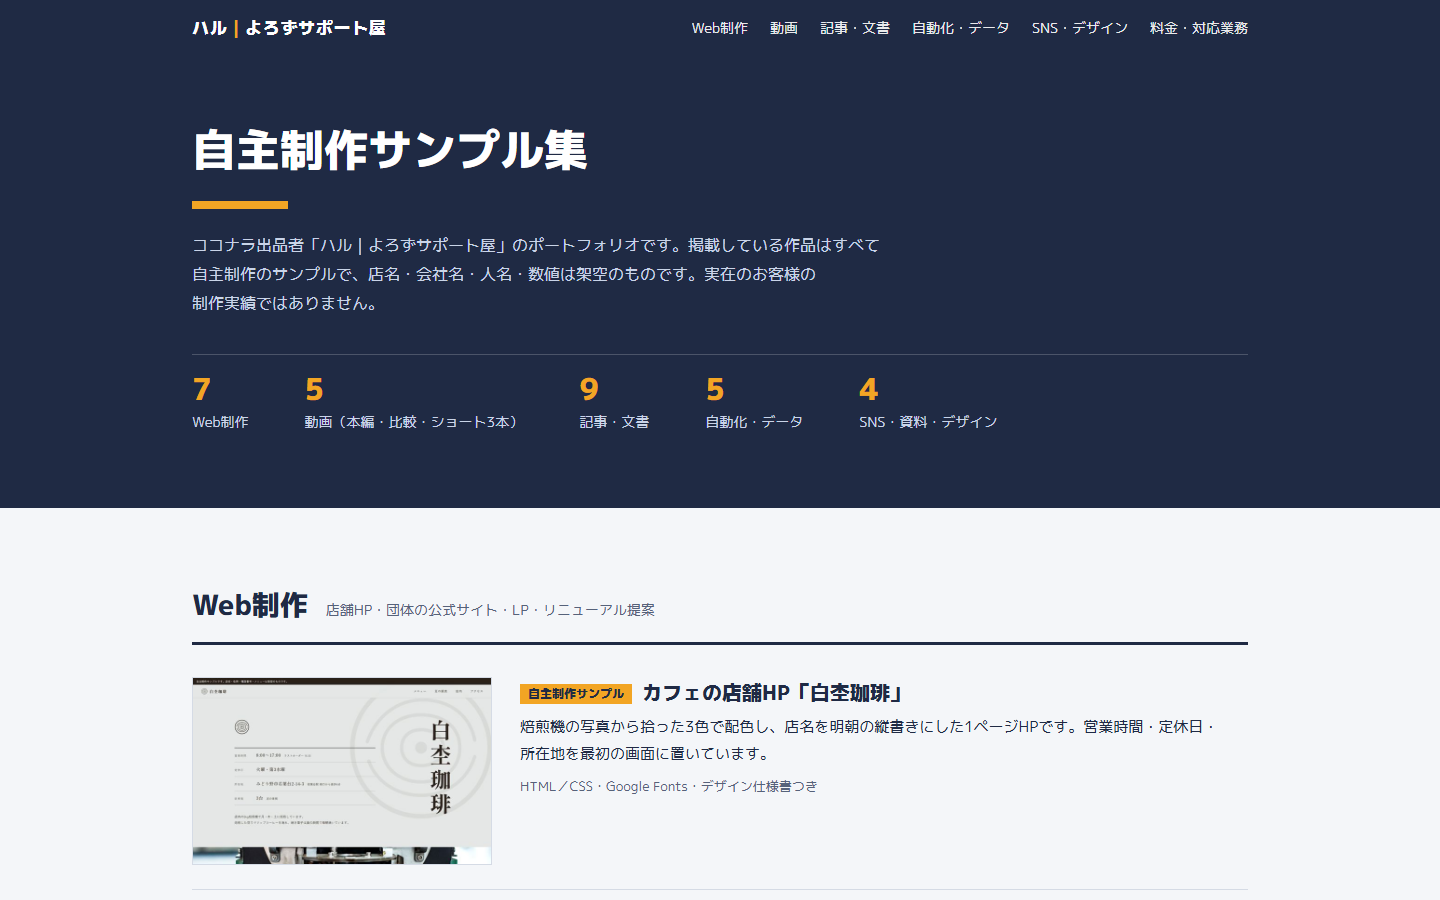 ハル｜よろずサポート屋
Web制作 動画 記事・文書 自動化・データ SNS・デザイン 料金・対応業務
自主制作サンプル集
ココナラ出品者「ハル｜よろずサポート屋」のポートフォリオです。掲載している作品はすべて
自主制作のサンプルで、店名・会社名・人名・数値は架空のものです。実在のお客様の
制作実績ではありません。
7 5 9 5 4
Web制作 動画（本編・比較・ショート3本） 記事・文書 自動化・データ SNS・資料・デザイン
Web制作 店舗HP・団体の公式サイト・LP・リニューアル提案
自主制作サンプル カフェの店舗HP「白杢珈琲」
焙煎機の写真から拾った3色で配色し、店名を明朝の縦書きにした1ページHPです。営業時間・定休日・
所在地を最初の画面に置いています。
HTML／CSS・Google Fonts・デザイン仕様書つき
白杢珈琲
白杢珈琲